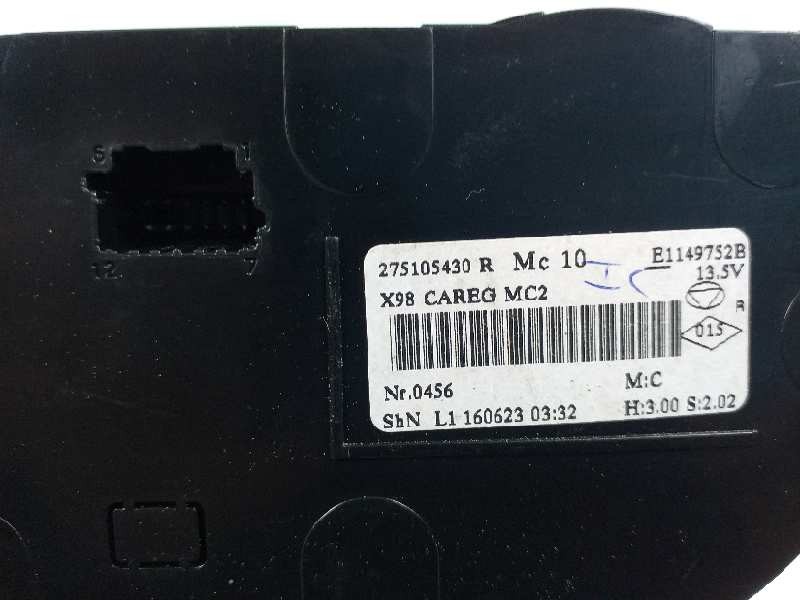 6 1
12 7
275105430 R Mc 10 E1149752B
13.5V
X98 CAREG MC2
R
015
Nr.0456 M:C
ShN L1 160623 03:32 H:3.00 S:2.02